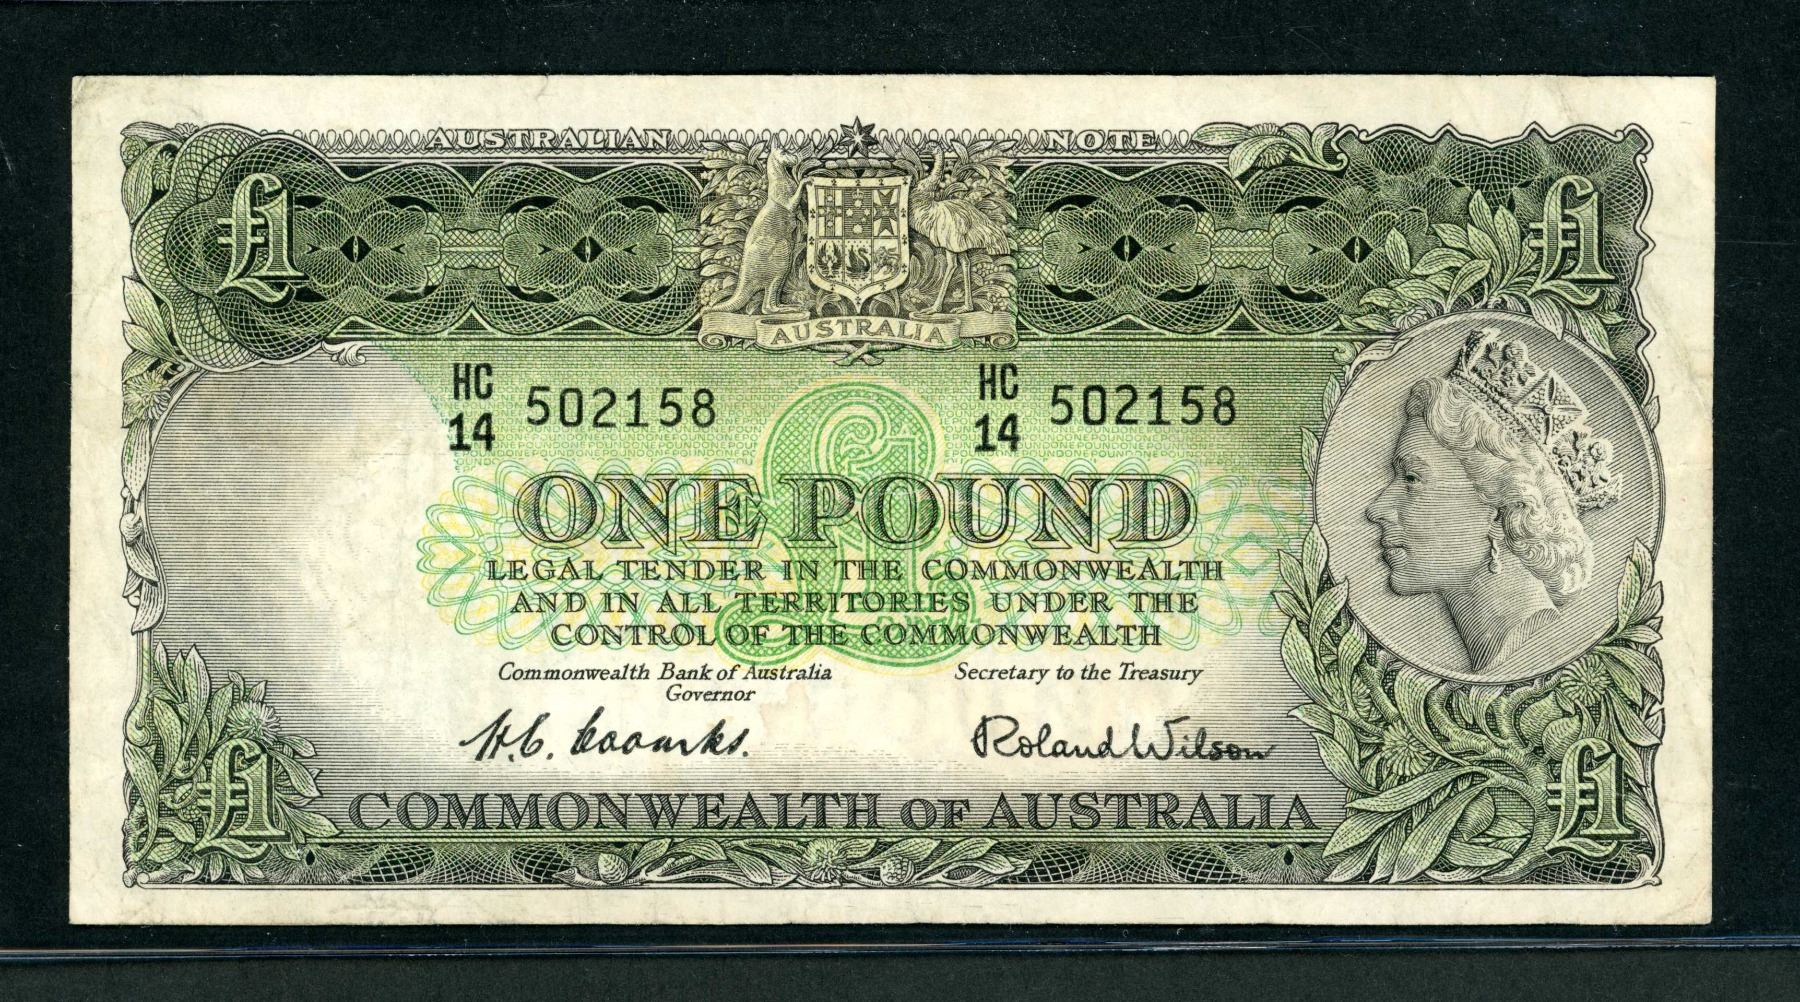 AUSTRALIAN NOTE
£1 £1
AUSTRALIA
HC 14 502158 HC 14 502158
£1
ONE POUND
LEGAL TENDER IN THE COMMONWEALTH
AND IN ALL TERRITORIES UNDER THE
CONTROL OF THE COMMONWEALTH
Commonwealth Bank of Australia
Governor
Secretary to the Treasury
H.C. Coombs.
Roland Wilson
£1 £1
COMMONWEALTH OF AUSTRALIA